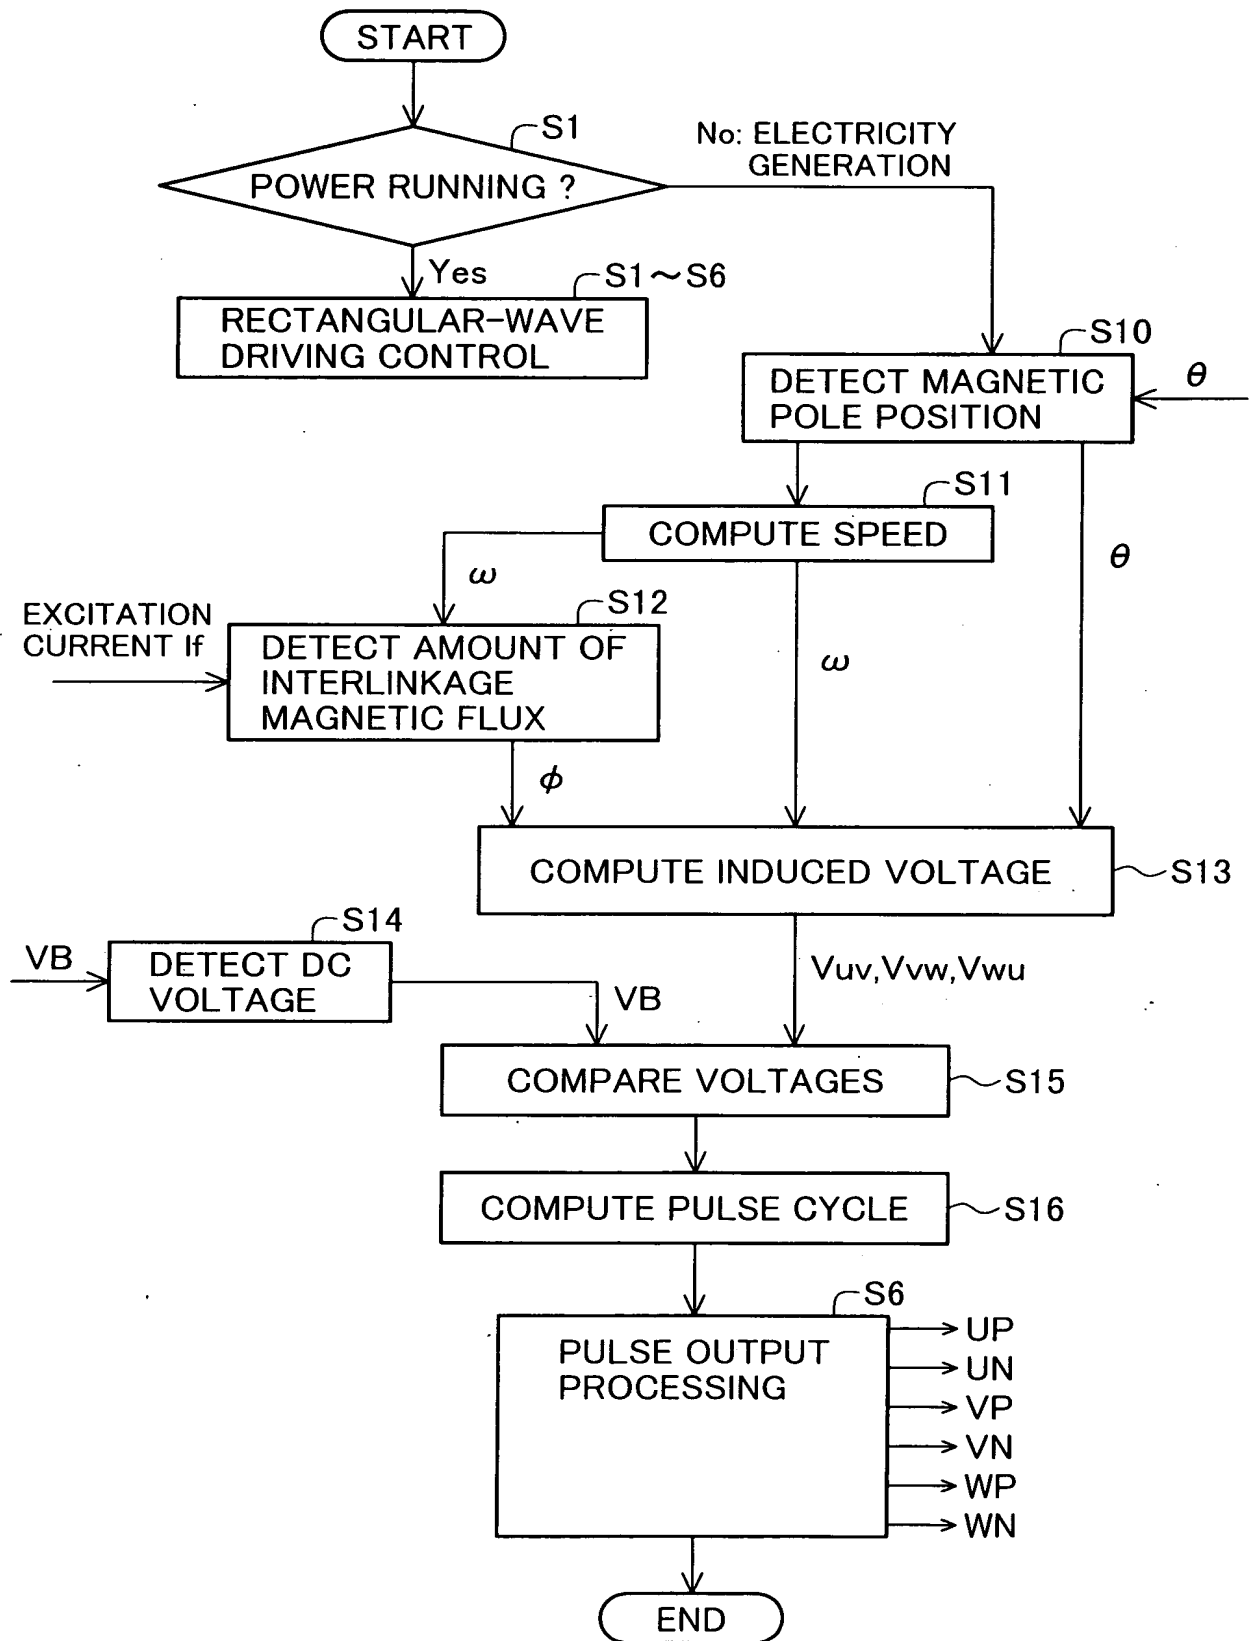 START
S1
No: ELECTRICITY
GENERATION
POWER RUNNING ?
Yes
S1～S6
RECTANGULAR-WAVE
DRIVING CONTROL
S10
DETECT MAGNETIC
POLE POSITION
θ
S11
COMPUTE SPEED
ω
θ
EXCITATION
CURRENT If
S12
DETECT AMOUNT OF
INTERLINKAGE
MAGNETIC FLUX
ω
ϕ
COMPUTE INDUCED VOLTAGE
S13
S14
VB
DETECT DC
VOLTAGE
VB
Vuv,Vvw,Vwu
COMPARE VOLTAGES
S15
COMPUTE PULSE CYCLE
S16
S6
PULSE OUTPUT
PROCESSING
UP
UN
VP
VN
WP
WN
END